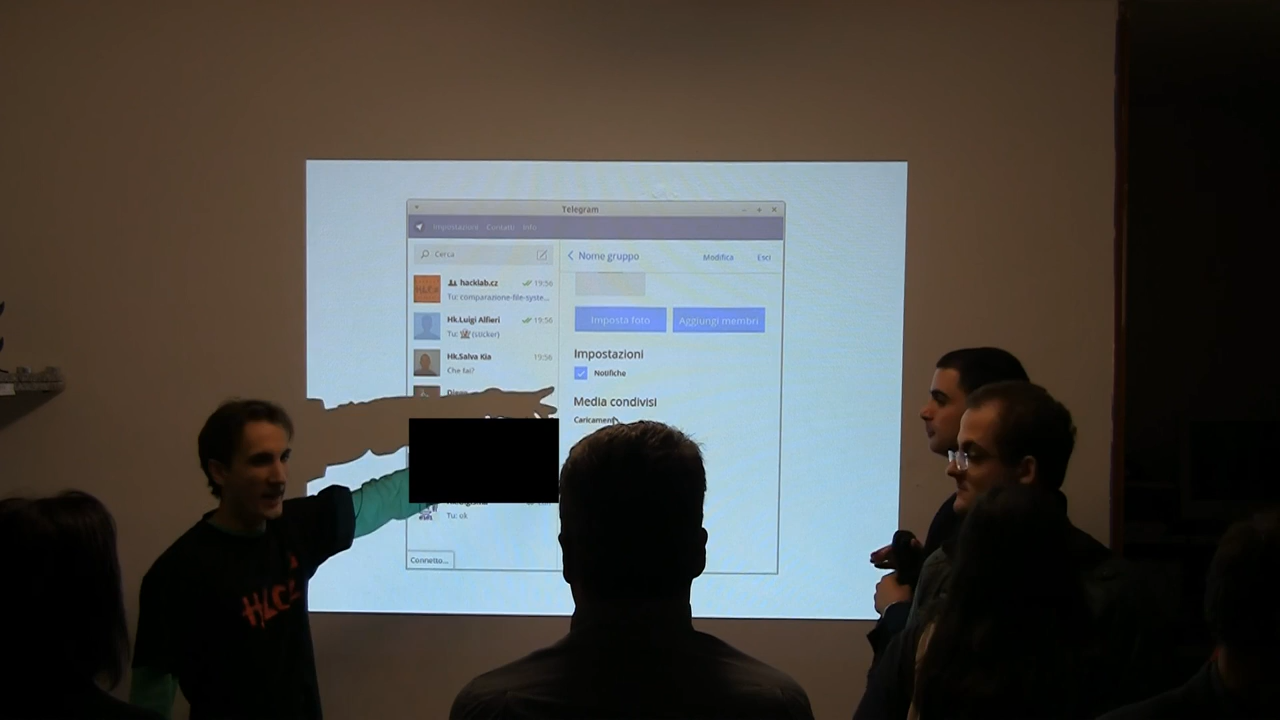 Telegram
Impostazioni Contatti Info
Cerca
Nome gruppo
Modifica
Esci
hacklab.cz 19:56
Tu: comparazione-file-syste...
Imposta foto
Aggiungi membri
Hk.Luigi Alfieri 19:56
Tu: (sticker)
Impostazioni
Hk.Salva Kia 19:56
Che fai?
Notifiche
Media condivisi
Tu: ok
Connetto...